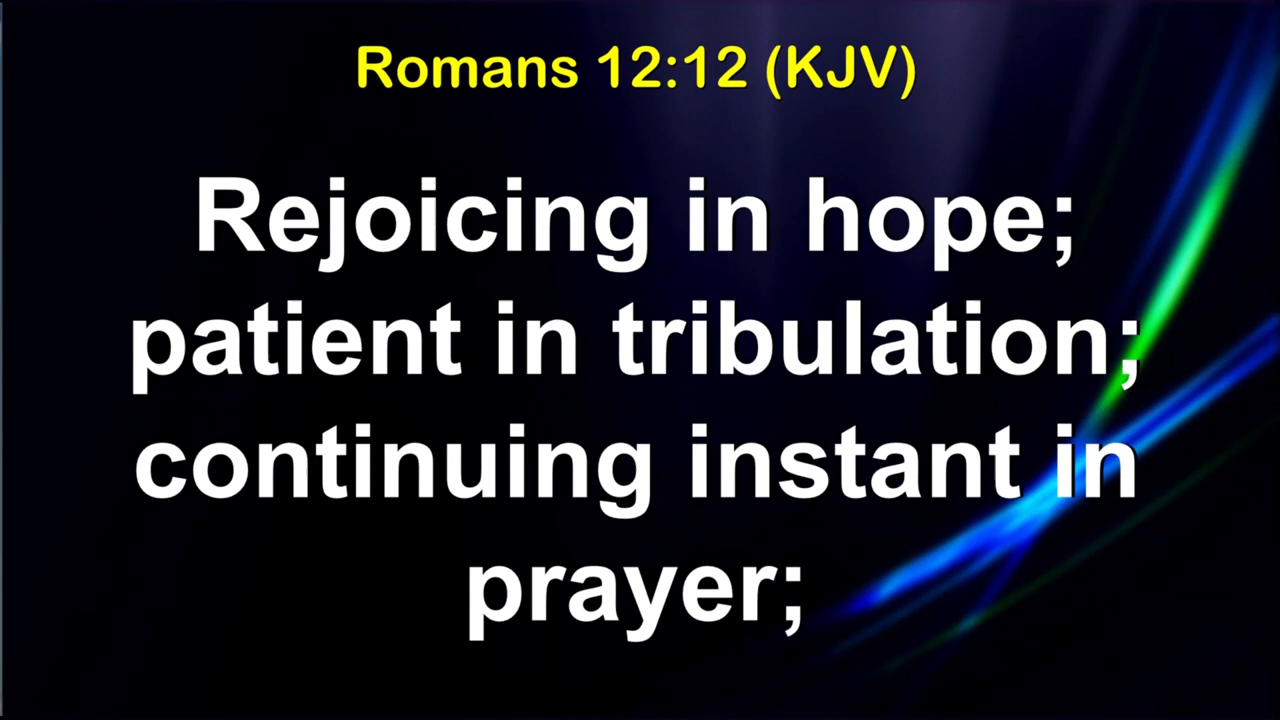 Romans 12:12 (KJV)
Rejoicing in hope;
patient in tribulation;
continuing instant in
prayer;